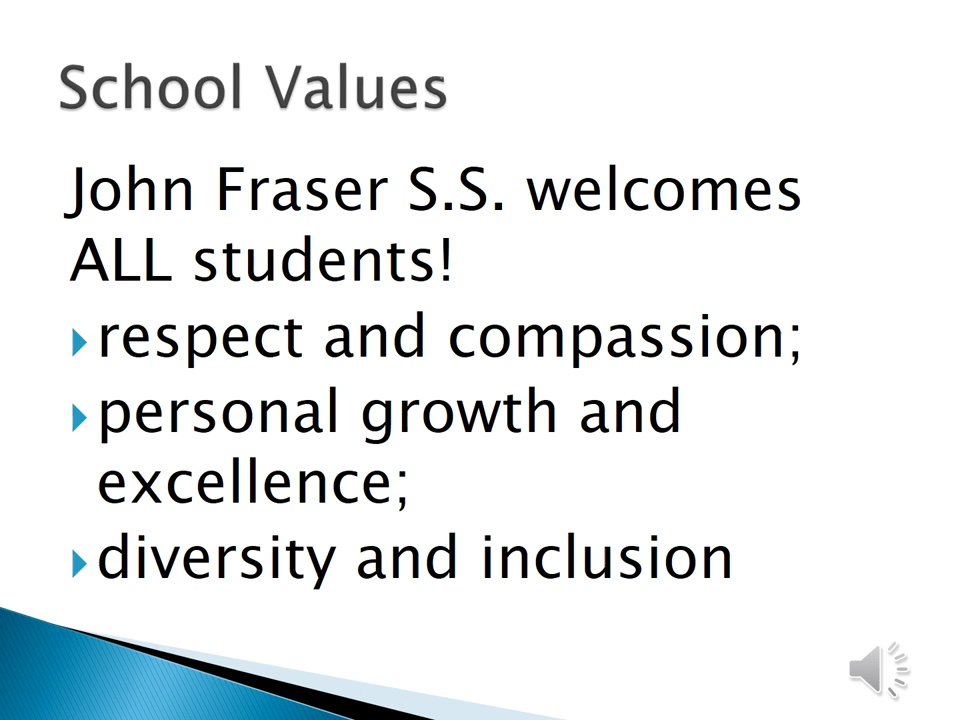 School Values
John Fraser S.S. welcomes
ALL students!
respect and compassion;
personal growth and
excellence;
diversity and inclusion